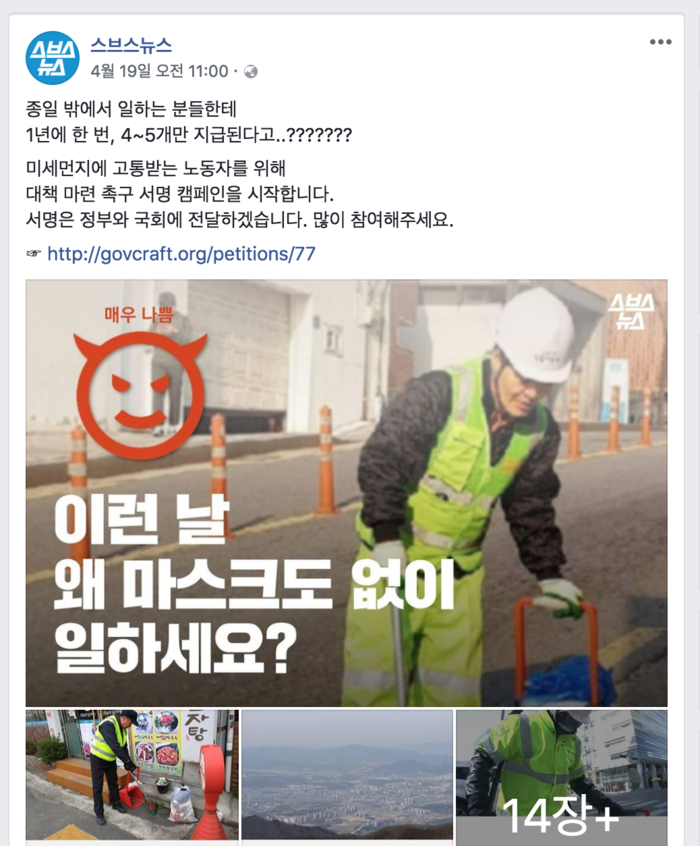 스브스
뉴스
스브스뉴스
4월 19일 오전 11:00 ·
종일 밖에서 일하는 분들한테
1년에 한 번, 4~5개만 지급된다고..???????
미세먼지에 고통받는 노동자를 위해
대책 마련 촉구 서명 캠페인을 시작합니다.
서명은 정부와 국회에 전달하겠습니다. 많이 참여해주세요.
☞ http://govcraft.org/petitions/77
스브스
뉴스
매우 나쁨
이런 날
왜 마스크도 없이
일하세요?
자
탕
14장+